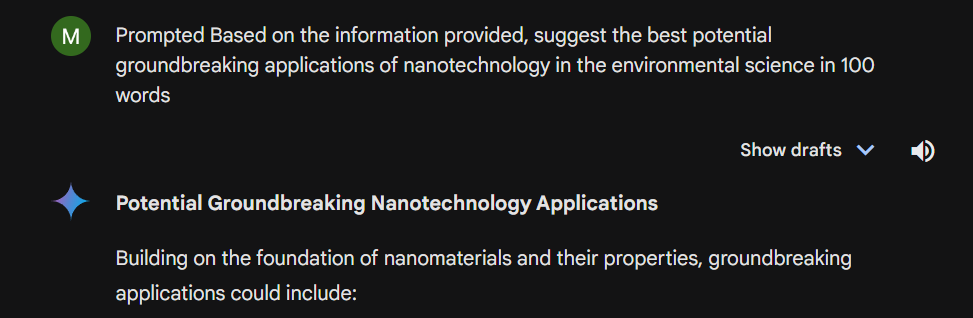 M
Prompted Based on the information provided, suggest the best potential
groundbreaking applications of nanotechnology in the environmental science in 100
words
Show drafts
Potential Groundbreaking Nanotechnology Applications
Building on the foundation of nanomaterials and their properties, groundbreaking
applications could include: